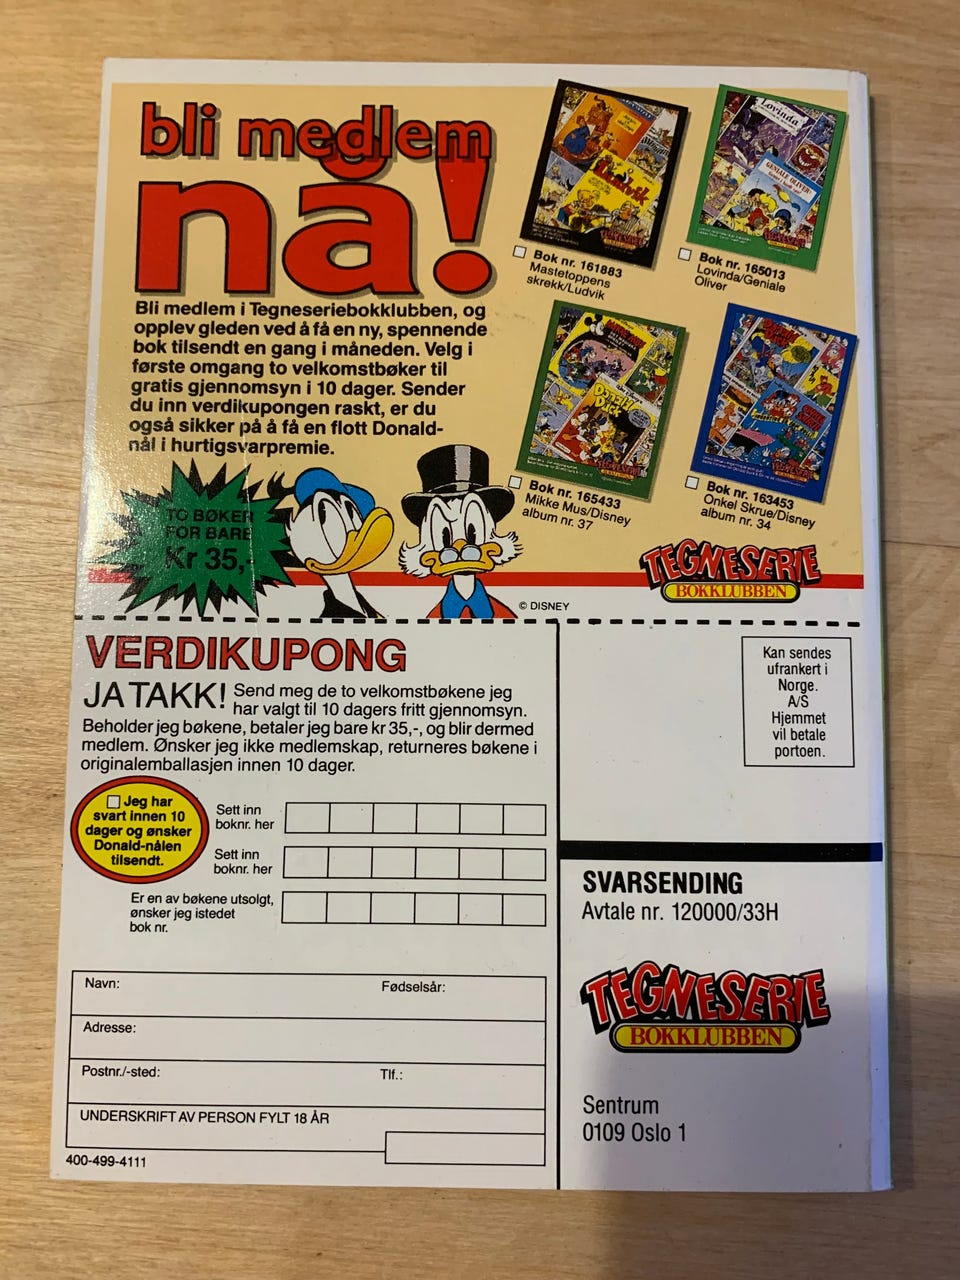 bli medlem
nå!
Bli medlem i Tegneseriebokklubben, og
opplev gleden ved å få en ny, spennende
bok tilsendt en gang i måneden. Velg i
første omgang to velkomstbøker til
gratis gjennomsyn i 10 dager. Sender
du inn verdikupongen raskt, er du
også sikker på å få en flott Donald-
nål i hurtigsvarpremie.
TO BØKER
FOR BARE
Kr 35,-
Lovinda
GENIALE OLIVER!
Bok nr. 161883
Mastetoppens
skrekk/Ludvik
Bok nr. 165013
Lovinda/Geniale
Oliver
Donald Duck
Bok nr. 165433
Mikke Mus/Disney
album nr. 37
Bok nr. 163453
Onkel Skrue/Disney
album nr. 34
© DISNEY
TEGNESERIE
BOKKLUBBEN
VERDIKUPONG
JA TAKK! Send meg de to velkomstbøkene jeg
har valgt til 10 dagers fritt gjennomsyn.
Beholder jeg bøkene, betaler jeg bare kr 35,-, og blir dermed
medlem. Ønsker jeg ikke medlemskap, returneres bøkene i
originalemballasjen innen 10 dager.
Jeg har
svart innen 10
dager og ønsker
Donald-nålen
tilsendt.
Sett inn
boknr. her
Sett inn
boknr. her
Er en av bøkene utsolgt,
ønsker jeg istedet
bok nr.
Navn:
Fødselsår:
Adresse:
Postnr./-sted:
Tlf.:
UNDERSKRIFT AV PERSON FYLT 18 ÅR
400-499-4111
Kan sendes
ufrankert i
Norge.
A/S
Hjemmet
vil betale
portoen.
SVARSENDING
Avtale nr. 120000/33H
TEGNESERIE
BOKKLUBBEN
Sentrum
0109 Oslo 1